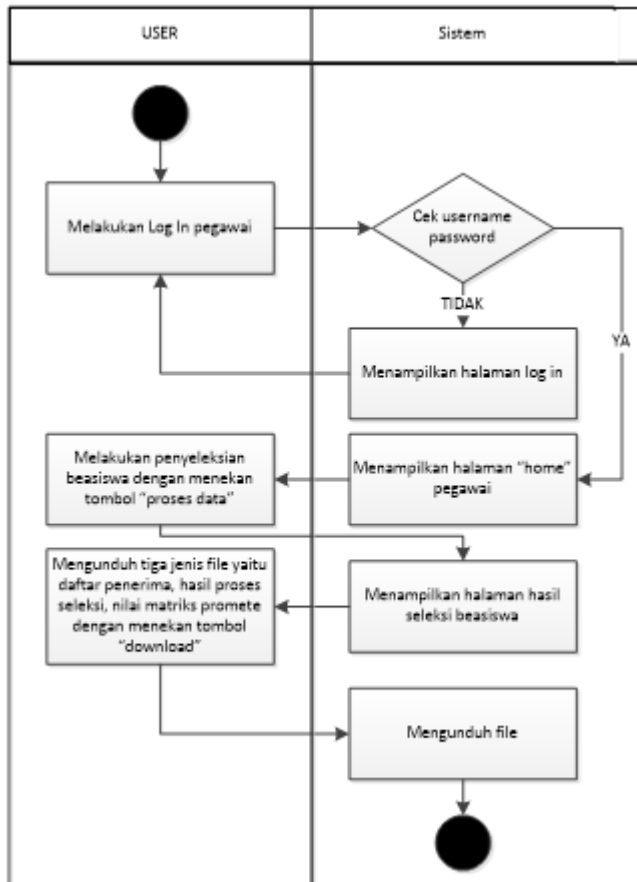 USER
Sistem
Melakukan Log In pegawai
Cek username
password
TIDAK
YA
Menampilkan halaman log in
Melakukan penyeleksian
beasiswa dengan menekan
tombol “proses data”
Menampilkan halaman “home”
pegawai
Mengunduh tiga jenis file yaitu
daftar penerima, hasil proses
seleksi, nilai matriks promete
dengan menekan tombol
“download”
Menampilkan halaman hasil
seleksi beasiswa
Mengunduh file